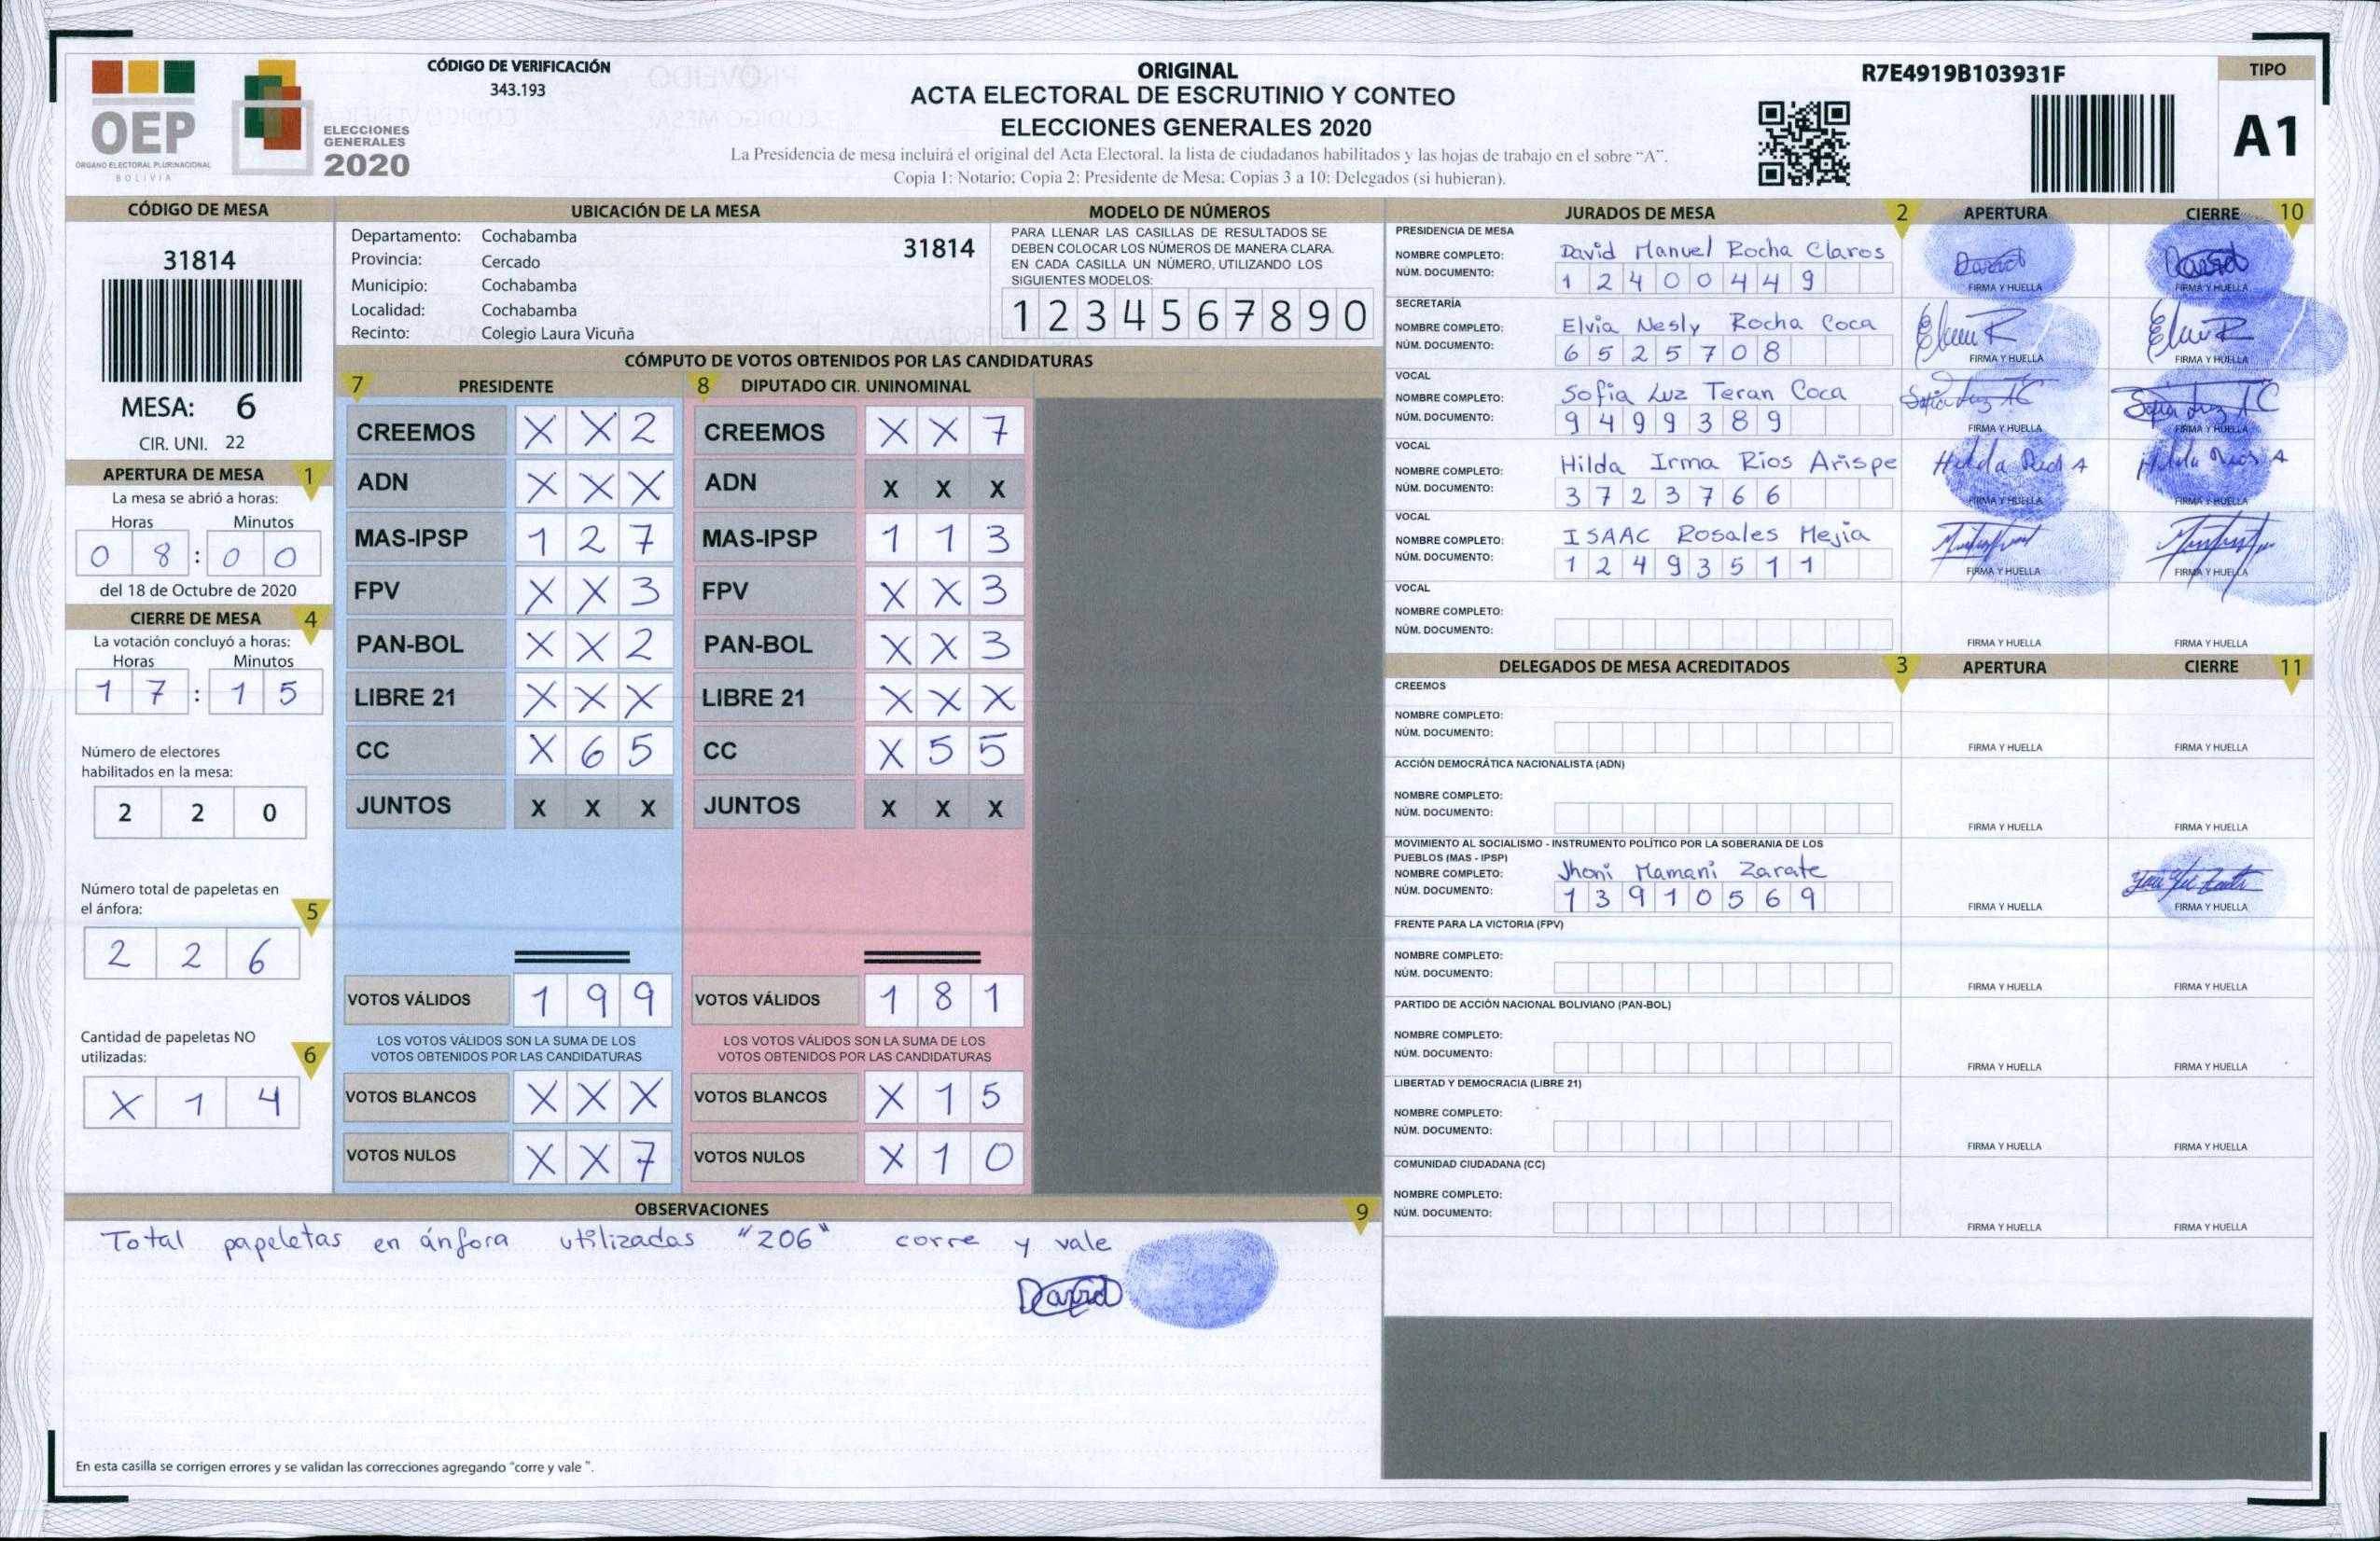 OEP
ÓRGANO ELECTORAL PLURINACIONAL
BOLIVIA
ELECCIONES
GENERALES
2020
CÓDIGO DE VERIFICACIÓN
343.193
ORIGINAL
ACTA ELECTORAL DE ESCRUTINIO Y CONTEO
ELECCIONES GENERALES 2020
La Presidencia de mesa incluirá el original del Acta Electoral, la lista de ciudadanos habilitados y las hojas de trabajo en el sobre “A”.
Copia 1: Notario; Copia 2: Presidente de Mesa; Copias 3 a 10: Delegados (si hubieran).
R7E4919B103931F
TIPO
A1
CÓDIGO DE MESA
31814
MESA: 6
CIR. UNI. 22
APERTURA DE MESA 1
La mesa se abrió a horas:
Horas Minutos
0 8 : 0 0
del 18 de Octubre de 2020
CIERRE DE MESA 4
La votación concluyó a horas:
Horas Minutos
1 7 : 1 5
Número de electores
habilitados en la mesa:
2 2 0
Número total de papeletas en
el ánfora: 5
2 2 6
Cantidad de papeletas NO
utilizadas: 6
X 1 4
UBICACIÓN DE LA MESA
Departamento: Cochabamba
Provincia: Cercado
Municipio: Cochabamba
Localidad: Cochabamba
Recinto: Colegio Laura Vicuña
31814
MODELO DE NÚMEROS
PARA LLENAR LAS CASILLAS DE RESULTADOS SE
DEBEN COLOCAR LOS NÚMEROS DE MANERA CLARA.
EN CADA CASILLA UN NÚMERO, UTILIZANDO LOS
SIGUIENTES MODELOS:
1 2 3 4 5 6 7 8 9 0
CÓMPUTO DE VOTOS OBTENIDOS POR LAS CANDIDATURAS
7 PRESIDENTE
CREEMOS X X 2
ADN X X X
MAS-IPSP 1 2 7
FPV X X 3
PAN-BOL X X 2
LIBRE 21 X X X
CC X 6 5
JUNTOS X X X
VOTOS VÁLIDOS 1 9 9
LOS VOTOS VÁLIDOS SON LA SUMA DE LOS
VOTOS OBTENIDOS POR LAS CANDIDATURAS
VOTOS BLANCOS X X X
VOTOS NULOS X X 7
8 DIPUTADO CIR. UNINOMINAL
CREEMOS X X 7
ADN X X X
MAS-IPSP 1 1 3
FPV X X 3
PAN-BOL X X 3
LIBRE 21 X X X
CC X 5 5
JUNTOS X X X
VOTOS VÁLIDOS 1 8 1
LOS VOTOS VÁLIDOS SON LA SUMA DE LOS
VOTOS OBTENIDOS POR LAS CANDIDATURAS
VOTOS BLANCOS X 1 5
VOTOS NULOS X 1 0
OBSERVACIONES 9
Total papeletas en ánfora utilizadas "206" corre y vale
David
En esta casilla se corrigen errores y se validan las correcciones agregando "corre y vale ".
JURADOS DE MESA 2 APERTURA CIERRE 10
PRESIDENCIA DE MESA
NOMBRE COMPLETO: David Manuel Rocha Claros
NÚM. DOCUMENTO: 1 2 4 0 0 4 4 9
David David
FIRMA Y HUELLA FIRMA Y HUELLA
SECRETARÍA
NOMBRE COMPLETO: Elvia Nesly Rocha Coca
NÚM. DOCUMENTO: 6 5 2 5 7 0 8
FIRMA Y HUELLA FIRMA Y HUELLA
VOCAL
NOMBRE COMPLETO: Sofia Luz Teran Coca
NÚM. DOCUMENTO: 9 4 9 9 3 8 9
FIRMA Y HUELLA FIRMA Y HUELLA
VOCAL
NOMBRE COMPLETO: Hilda Irma Rios Arispe
NÚM. DOCUMENTO: 3 7 2 3 7 6 6
FIRMA Y HUELLA FIRMA Y HUELLA
VOCAL
NOMBRE COMPLETO: ISAAC Rosales Mejia
NÚM. DOCUMENTO: 1 2 4 9 3 5 1 1
FIRMA Y HUELLA FIRMA Y HUELLA
VOCAL
NOMBRE COMPLETO:
NÚM. DOCUMENTO:
FIRMA Y HUELLA FIRMA Y HUELLA
DELEGADOS DE MESA ACREDITADOS 3 APERTURA CIERRE 11
CREEMOS
NOMBRE COMPLETO:
NÚM. DOCUMENTO:
FIRMA Y HUELLA FIRMA Y HUELLA
ACCIÓN DEMOCRÁTICA NACIONALISTA (ADN)
NOMBRE COMPLETO:
NÚM. DOCUMENTO:
FIRMA Y HUELLA FIRMA Y HUELLA
MOVIMIENTO AL SOCIALISMO - INSTRUMENTO POLÍTICO POR LA SOBERANIA DE LOS
PUEBLOS (MAS - IPSP)
NOMBRE COMPLETO: Jhoni Mamani Zarate
NÚM. DOCUMENTO: 1 3 9 1 0 5 6 9
FIRMA Y HUELLA FIRMA Y HUELLA
FRENTE PARA LA VICTORIA (FPV)
NOMBRE COMPLETO:
NÚM. DOCUMENTO:
FIRMA Y HUELLA FIRMA Y HUELLA
PARTIDO DE ACCIÓN NACIONAL BOLIVIANO (PAN-BOL)
NOMBRE COMPLETO:
NÚM. DOCUMENTO:
FIRMA Y HUELLA FIRMA Y HUELLA
LIBERTAD Y DEMOCRACIA (LIBRE 21)
NOMBRE COMPLETO:
NÚM. DOCUMENTO:
FIRMA Y HUELLA FIRMA Y HUELLA
COMUNIDAD CIUDADANA (CC)
NOMBRE COMPLETO:
NÚM. DOCUMENTO:
FIRMA Y HUELLA FIRMA Y HUELLA